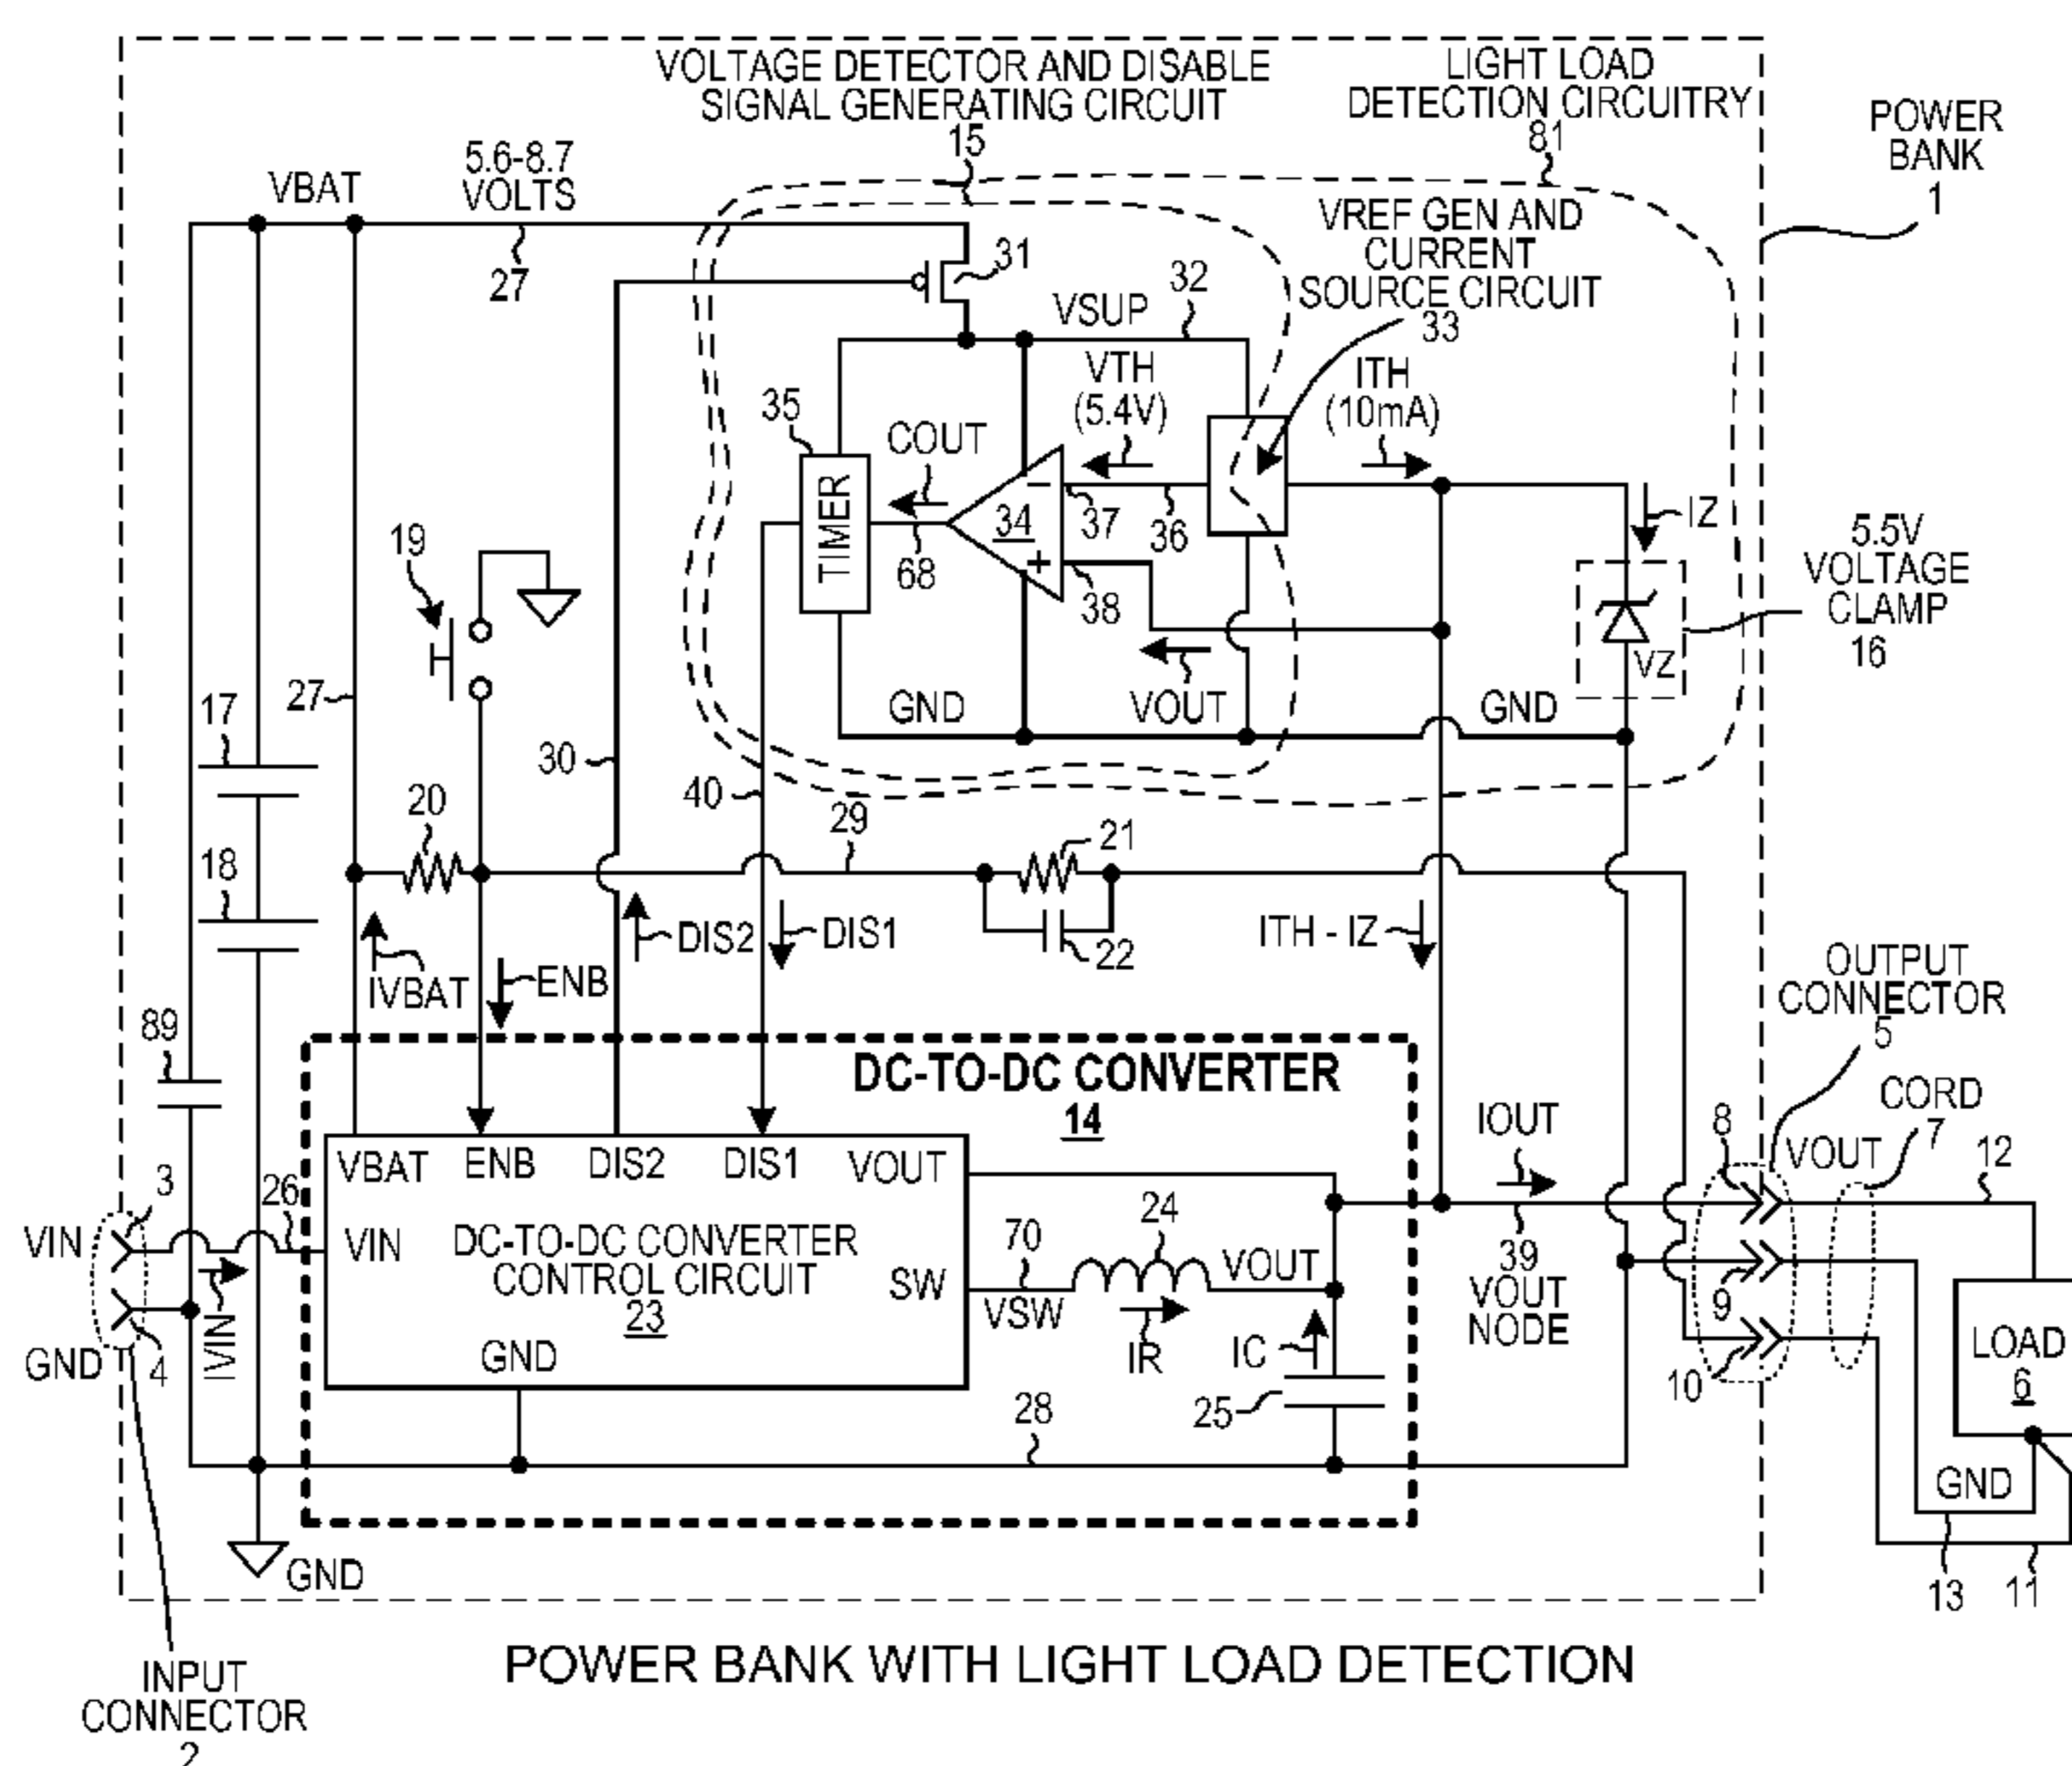 VOLTAGE DETECTOR AND DISABLE
SIGNAL GENERATING CIRCUIT
15
LIGHT LOAD
DETECTION CIRCUITRY
81
POWER
BANK
1
VBAT
5.6-8.7
VOLTS
27
31
VREF GEN AND
CURRENT
SOURCE CIRCUIT
33
VSUP
32
VTH
(5.4V)
ITH
(10mA)
35
COUT
TIMER
34
−
+
37
36
68
38
IZ
5.5V
VOLTAGE
CLAMP
16
VZ
19
GND
VOUT
GND
17
27
30
40
20
29
21
18
DIS2
DIS1
22
ITH - IZ
IVBAT
ENB
OUTPUT
CONNECTOR
5
89
DC-TO-DC CONVERTER
14
CORD
7
IOUT
8
VOUT
12
VBAT
ENB
DIS2
DIS1
VOUT
3
26
VIN
VIN
DC-TO-DC CONVERTER
CONTROL CIRCUIT
23
SW
70
24
VOUT
VSW
IR
39
VOUT
NODE
9
LOAD
6
GND
4
IVIN
GND
IC
25
10
28
GND
GND
13
11
INPUT
CONNECTOR
2
POWER BANK WITH LIGHT LOAD DETECTION